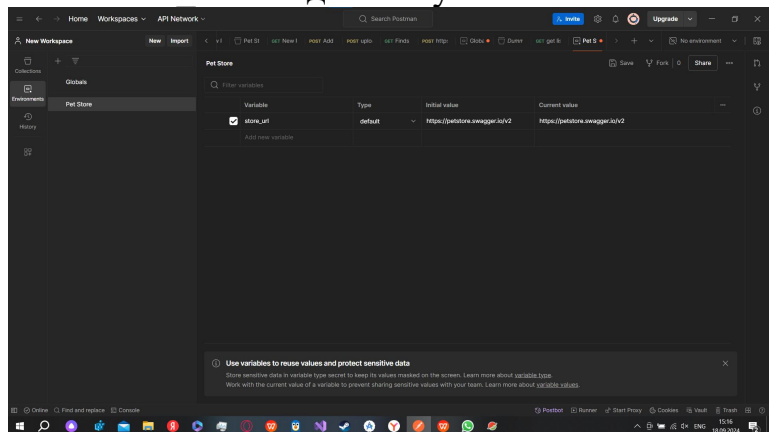 Home Workspaces API Network Search Postman Invite Upgrade
New Workspace New Import Pet St GET New I POST Add POST uplo GET Finds POST http: Globa Dumm GET get & Pet S No environment
Collections
Environments
History
Globals
Pet Store
Pet Store Save Fork 0 Share
Filter variables
Variable Type Initial value Current value
store_url default https://petstore.swagger.io/v2 https://petstore.swagger.io/v2
Add new variable
Use variables to reuse values and protect sensitive data
Store sensitive data in variable type secret to keep its values masked on the screen. Learn more about variable type.
Work with the current value of a variable to prevent sharing sensitive values with your team. Learn more about variable values.
Online Find and replace Console Postbot Runner Start Proxy Cookies Vault Trash
ENG 15:16
18.09.2024